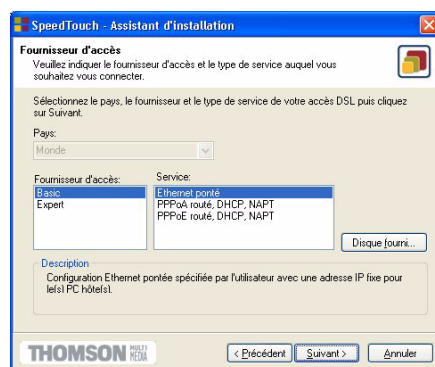 SpeedTouch - Assistant d'installation
Fournisseur d'accès
Veuillez indiquer le fournisseur d'accès et le type de service auquel vous
souhaitez vous connecter.
Sélectionnez le pays, le fournisseur et le type de service de votre accès DSL puis cliquez
sur Suivant.
Pays:
Monde
Fournisseur d'accès:
Basic
Expert
Service:
Ethernet ponté
PPPoA routé, DHCP, NAPT
PPPoE routé, DHCP, NAPT
Disque fourni...
Description
Configuration Ethernet pontée spécifiée par l'utilisateur avec une adresse IP fixe pour
le(s) PC hôte(s).
THOMSON MULTI MEDIA
< Précédent
Suivant >
Annuler